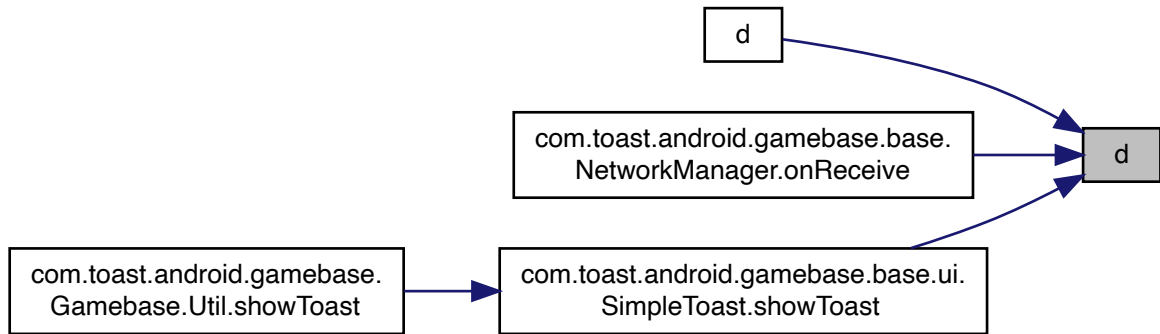 d
com.toast.android.gamebase.base.
NetworkManager.onReceive
d
com.toast.android.gamebase.
Gamebase.Util.showToast
com.toast.android.gamebase.base.ui.
SimpleToast.showToast